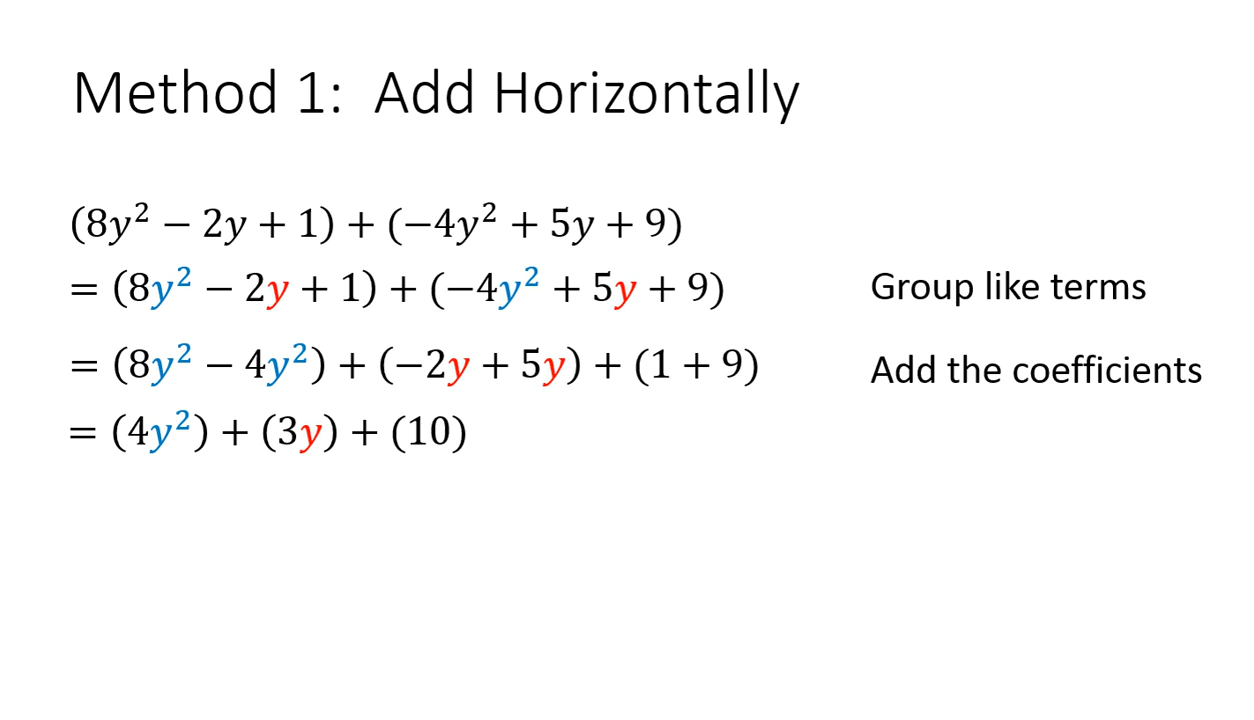 Method 1: Add Horizontally
(8y² − 2y + 1) + (−4y² + 5y + 9)
= (8y² − 2y + 1) + (−4y² + 5y + 9) Group like terms
= (8y² − 4y²) + (−2y + 5y) + (1 + 9) Add the coefficients
= (4y²) + (3y) + (10)